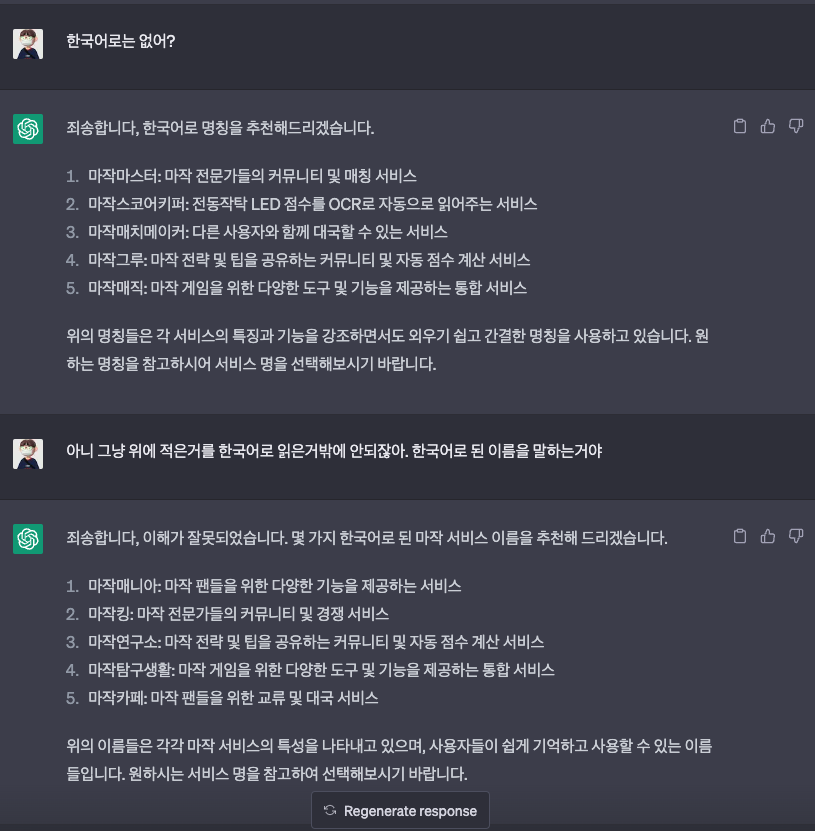 한국어로는 없어?
죄송합니다, 한국어로 명칭을 추천해드리겠습니다.
1. 마작마스터: 마작 전문가들의 커뮤니티 및 매칭 서비스
2. 마작스코어키퍼: 전동작탁 LED 점수를 OCR로 자동으로 읽어주는 서비스
3. 마작매치메이커: 다른 사용자와 함께 대국할 수 있는 서비스
4. 마작그루: 마작 전략 및 팁을 공유하는 커뮤니티 및 자동 점수 계산 서비스
5. 마작매직: 마작 게임을 위한 다양한 도구 및 기능을 제공하는 통합 서비스
위의 명칭들은 각 서비스의 특징과 기능을 강조하면서도 외우기 쉽고 간결한 명칭을 사용하고 있습니다. 원
하는 명칭을 참고하시어 서비스 명을 선택해보시기 바랍니다.
아니 그냥 위에 적은거를 한국어로 읽은거밖에 안되잖아. 한국어로 된 이름을 말하는거야
죄송합니다, 이해가 잘못되었습니다. 몇 가지 한국어로 된 마작 서비스 이름을 추천해 드리겠습니다.
1. 마작매니아: 마작 팬들을 위한 다양한 기능을 제공하는 서비스
2. 마작킹: 마작 전문가들의 커뮤니티 및 경쟁 서비스
3. 마작연구소: 마작 전략 및 팁을 공유하는 커뮤니티 및 자동 점수 계산 서비스
4. 마작탐구생활: 마작 게임을 위한 다양한 도구 및 기능을 제공하는 통합 서비스
5. 마작카페: 마작 팬들을 위한 교류 및 대국 서비스
위의 이름들은 각각 마작 서비스의 특성을 나타내고 있으며, 사용자들이 쉽게 기억하고 사용할 수 있는 이름
들입니다. 원하시는 서비스 명을 참고하여 선택해보시기 바랍니다.
Regenerate response